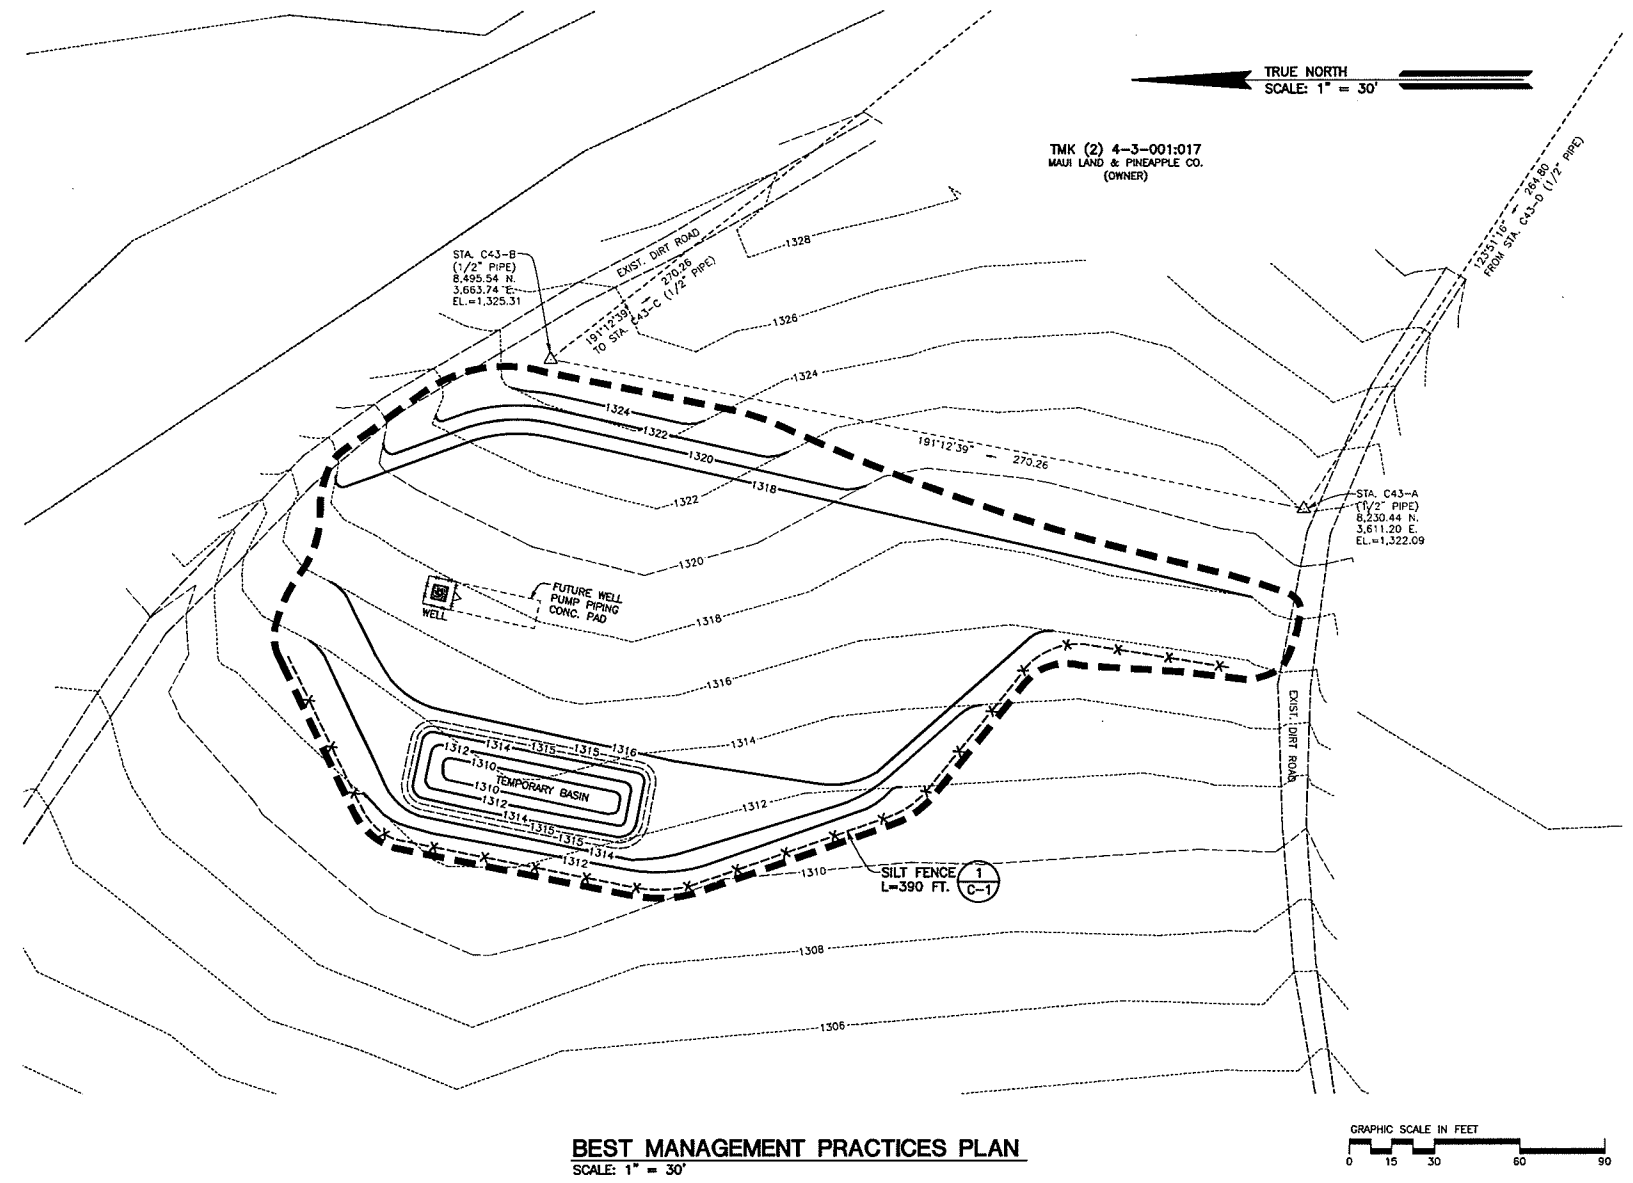 TRUE NORTH
SCALE: 1" = 30'
TMK (2) 4-3-001:017
MAUI LAND & PINEAPPLE CO.
(OWNER)
123°51'16" - 264.80
FROM STA. C43-D (1/2" PIPE)
STA. C43-B
(1/2" PIPE)
8,495.54 N.
3,663.74 E.
EL.=1,325.31
EXIST. DIRT ROAD
191°12'39" - 270.26
TO STA. C43-C (1/2" PIPE)
1328
1326
1324
1324
1322
1320
1318
191°12'39" - 270.26
STA. C43-A
(1/2" PIPE)
8,230.44 N.
3,611.20 E.
EL.=1,322.09
1322
1320
1318
1316
1314
1312
1310
1308
1306
WELL
FUTURE WELL
PUMP PIPING
CONC. PAD
1312
1314
1315
1315
1316
1310
TEMPORARY BASIN
1310
1312
1314
1315
1315
1314
1312
EXIST. DIRT ROAD
SILT FENCE
L=390 FT.
1
C-1
BEST MANAGEMENT PRACTICES PLAN
SCALE: 1" = 30'
GRAPHIC SCALE IN FEET
0 15 30 60 90